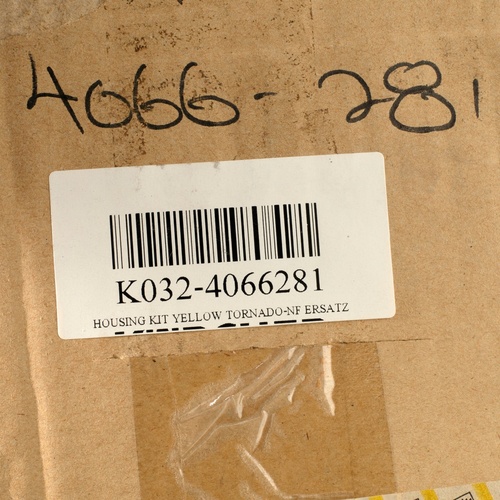 4066-281
K032-4066281
HOUSING KIT YELLOW TORNADO-NF ERSATZ